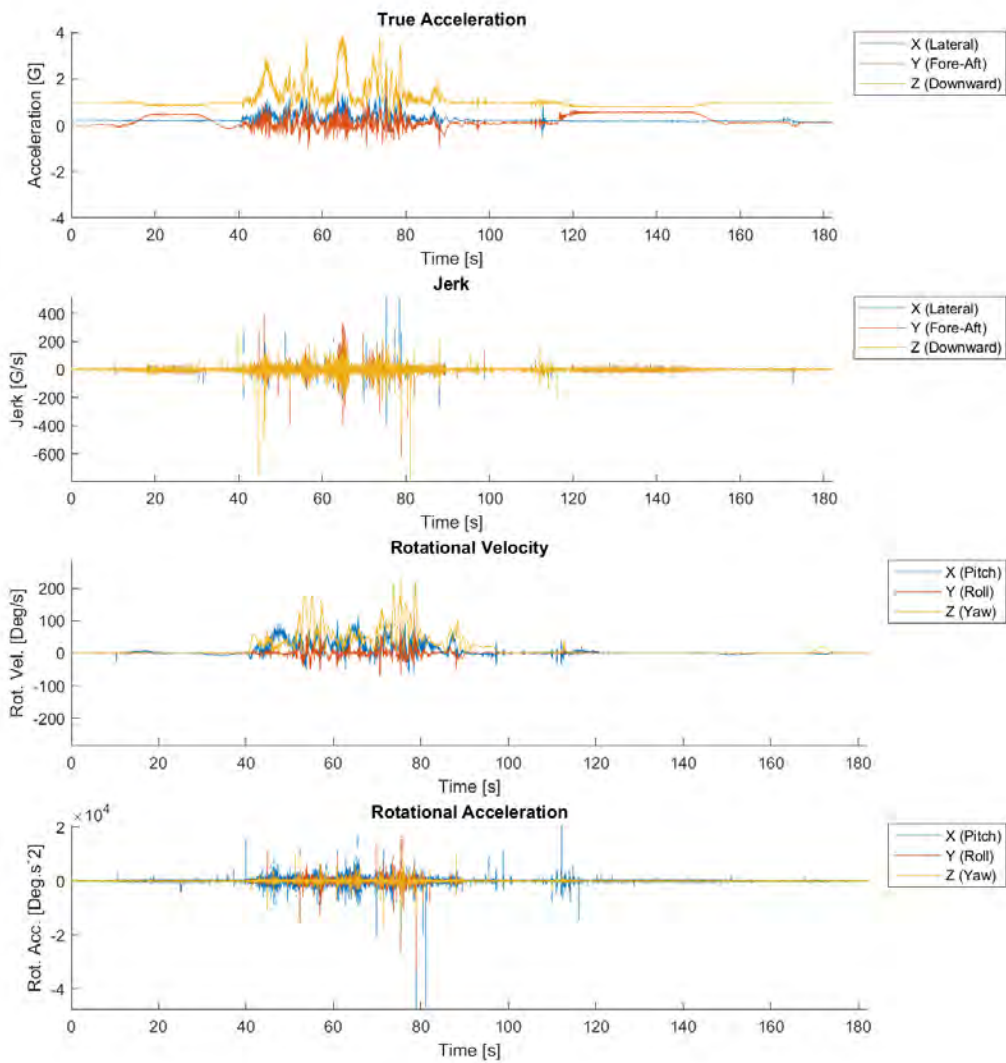 True Acceleration
Acceleration [G]
4
2
0
-2
-4
0 20 40 60 80 100 120 140 160 180
Time [s]
X (Lateral)
Y (Fore-Aft)
Z (Downward)
Jerk
Jerk [G/s]
400
200
0
-200
-400
-600
0 20 40 60 80 100 120 140 160 180
Time [s]
X (Lateral)
Y (Fore-Aft)
Z (Downward)
Rotational Velocity
Rot. Vel. [Deg/s]
200
100
0
-100
-200
0 20 40 60 80 100 120 140 160 180
Time [s]
X (Pitch)
Y (Roll)
Z (Yaw)
Rotational Acceleration
×10^4
Rot. Acc. [Deg.s^2]
2
0
-2
-4
0 20 40 60 80 100 120 140 160 180
Time [s]
X (Pitch)
Y (Roll)
Z (Yaw)